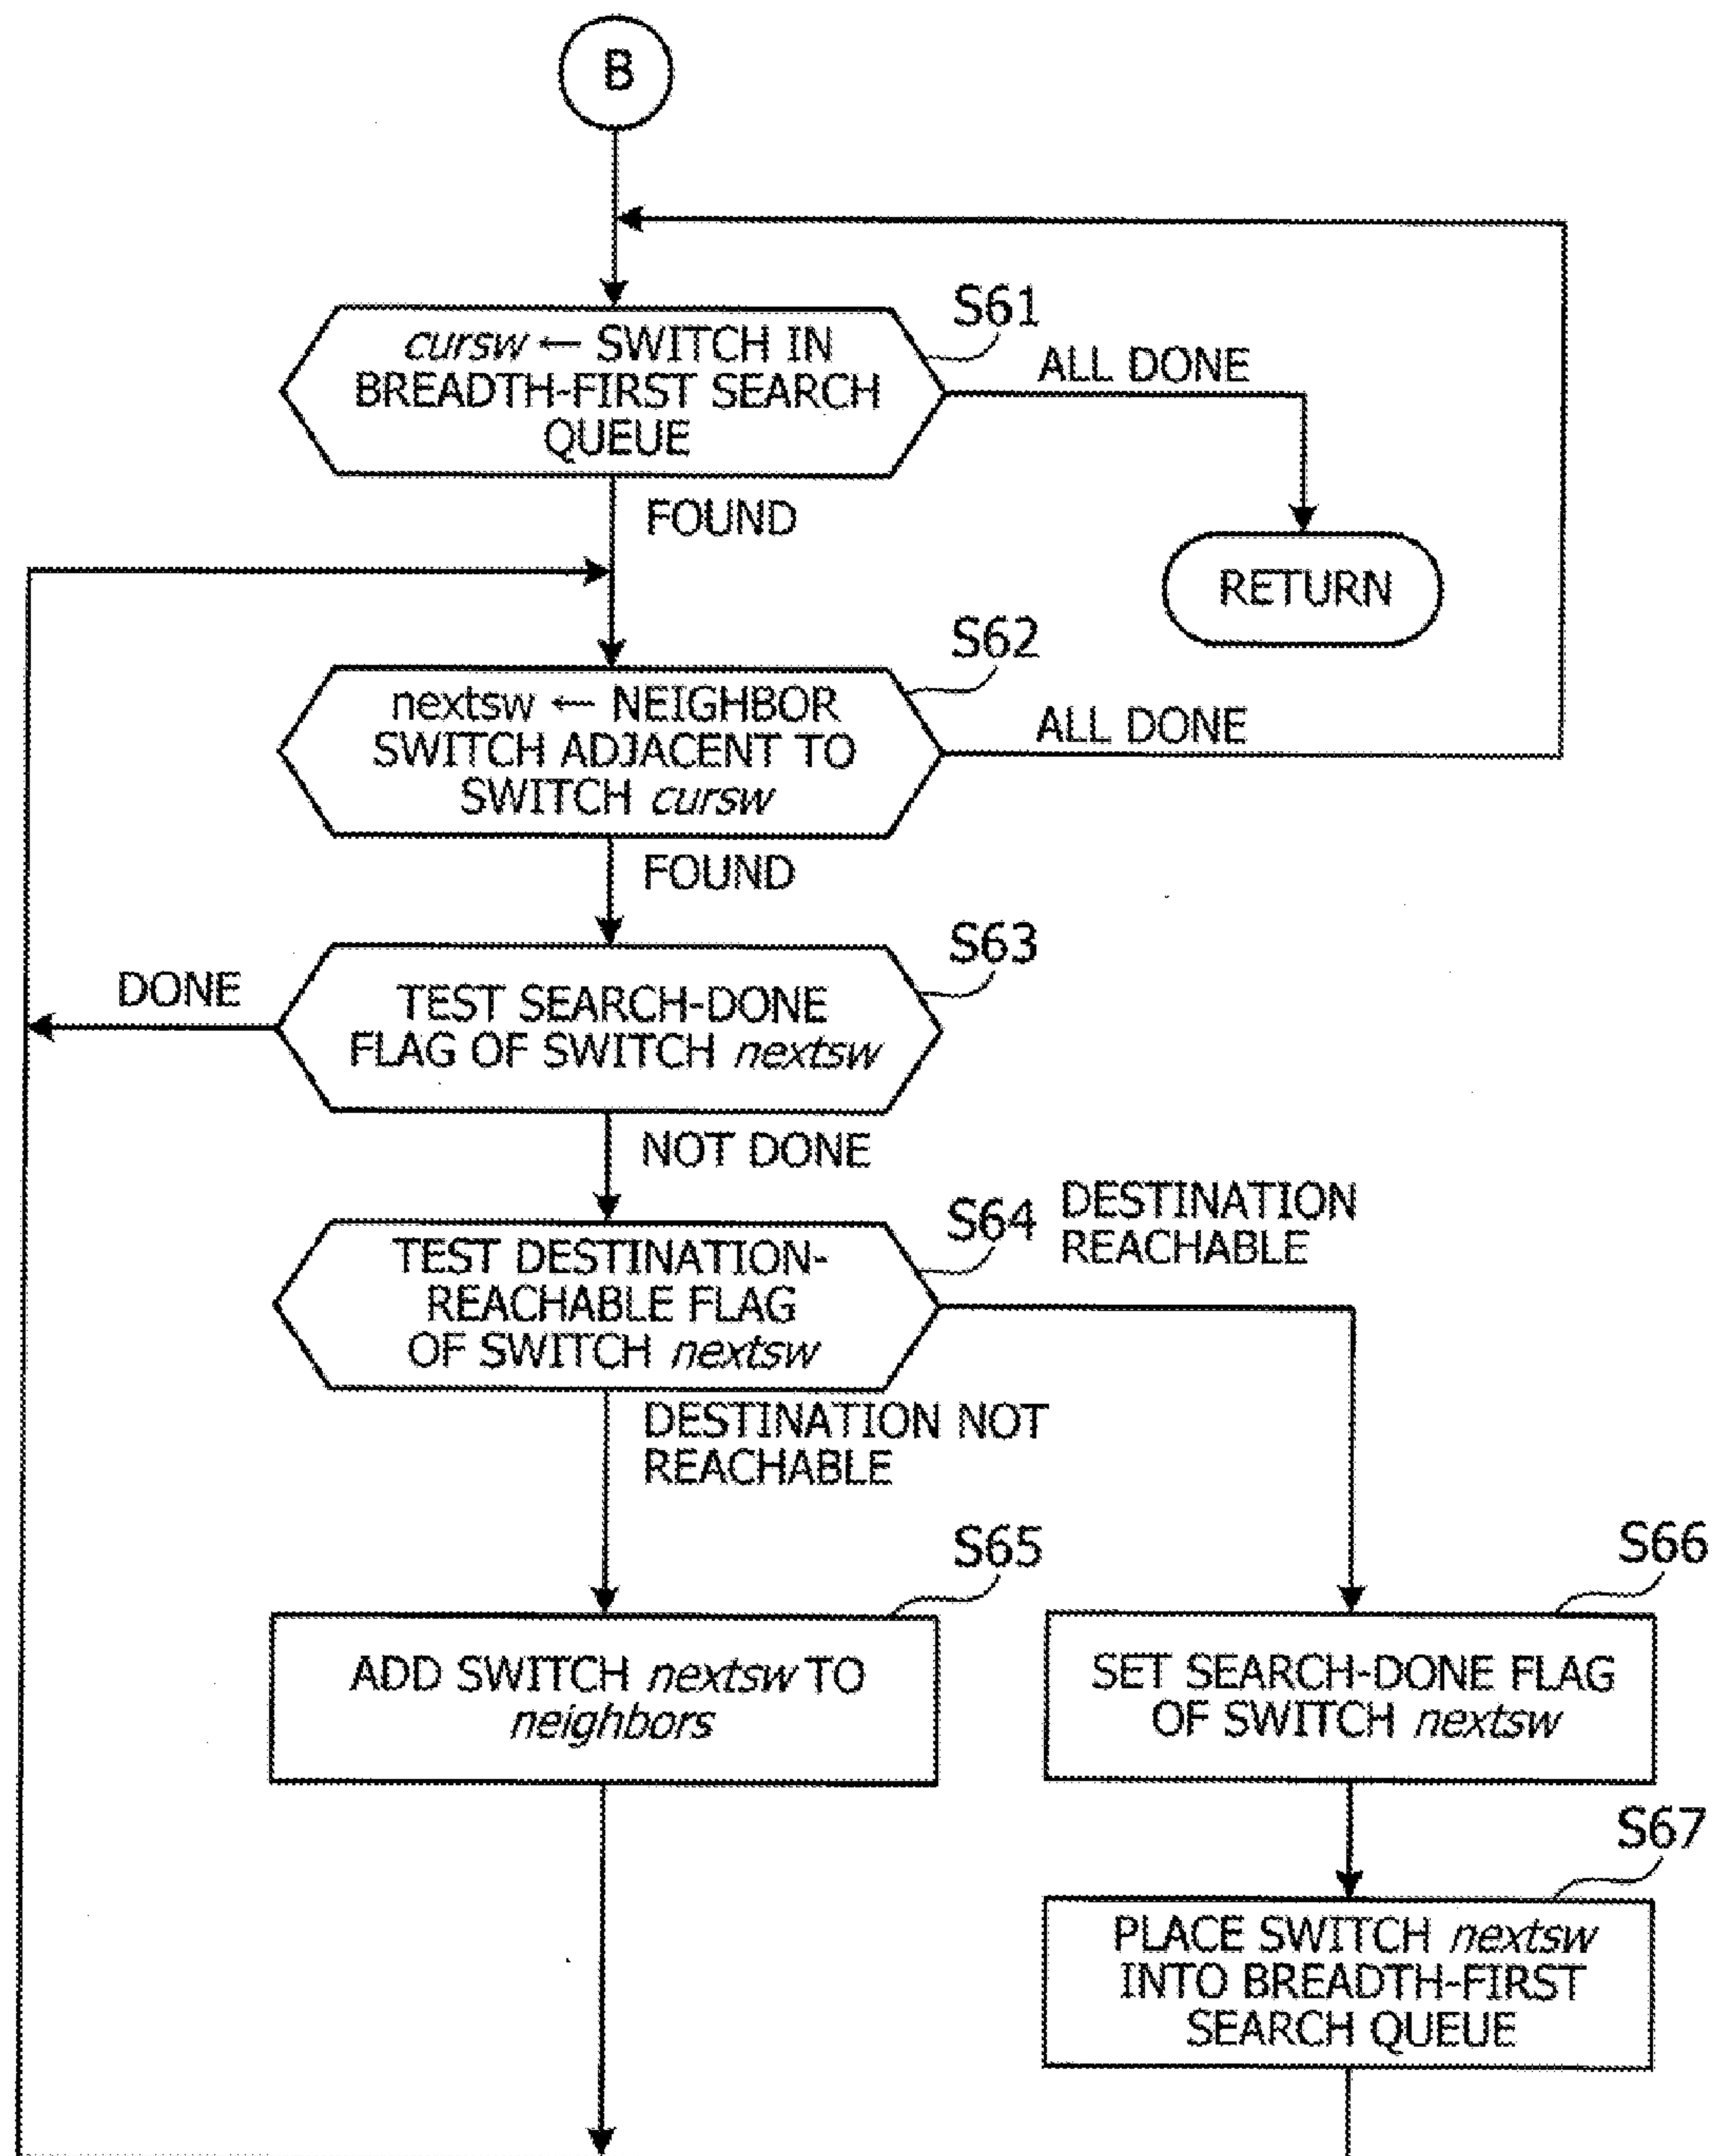 B
S61
cursw ← SWITCH IN
BREADTH-FIRST SEARCH
QUEUE
ALL DONE
FOUND
RETURN
S62
nextsw ← NEIGHBOR
SWITCH ADJACENT TO
SWITCH cursw
ALL DONE
FOUND
S63
DONE
TEST SEARCH-DONE
FLAG OF SWITCH nextsw
NOT DONE
S64
DESTINATION
REACHABLE
TEST DESTINATION-
REACHABLE FLAG
OF SWITCH nextsw
DESTINATION NOT
REACHABLE
S65
ADD SWITCH nextsw TO
neighbors
S66
SET SEARCH-DONE FLAG
OF SWITCH nextsw
S67
PLACE SWITCH nextsw
INTO BREADTH-FIRST
SEARCH QUEUE